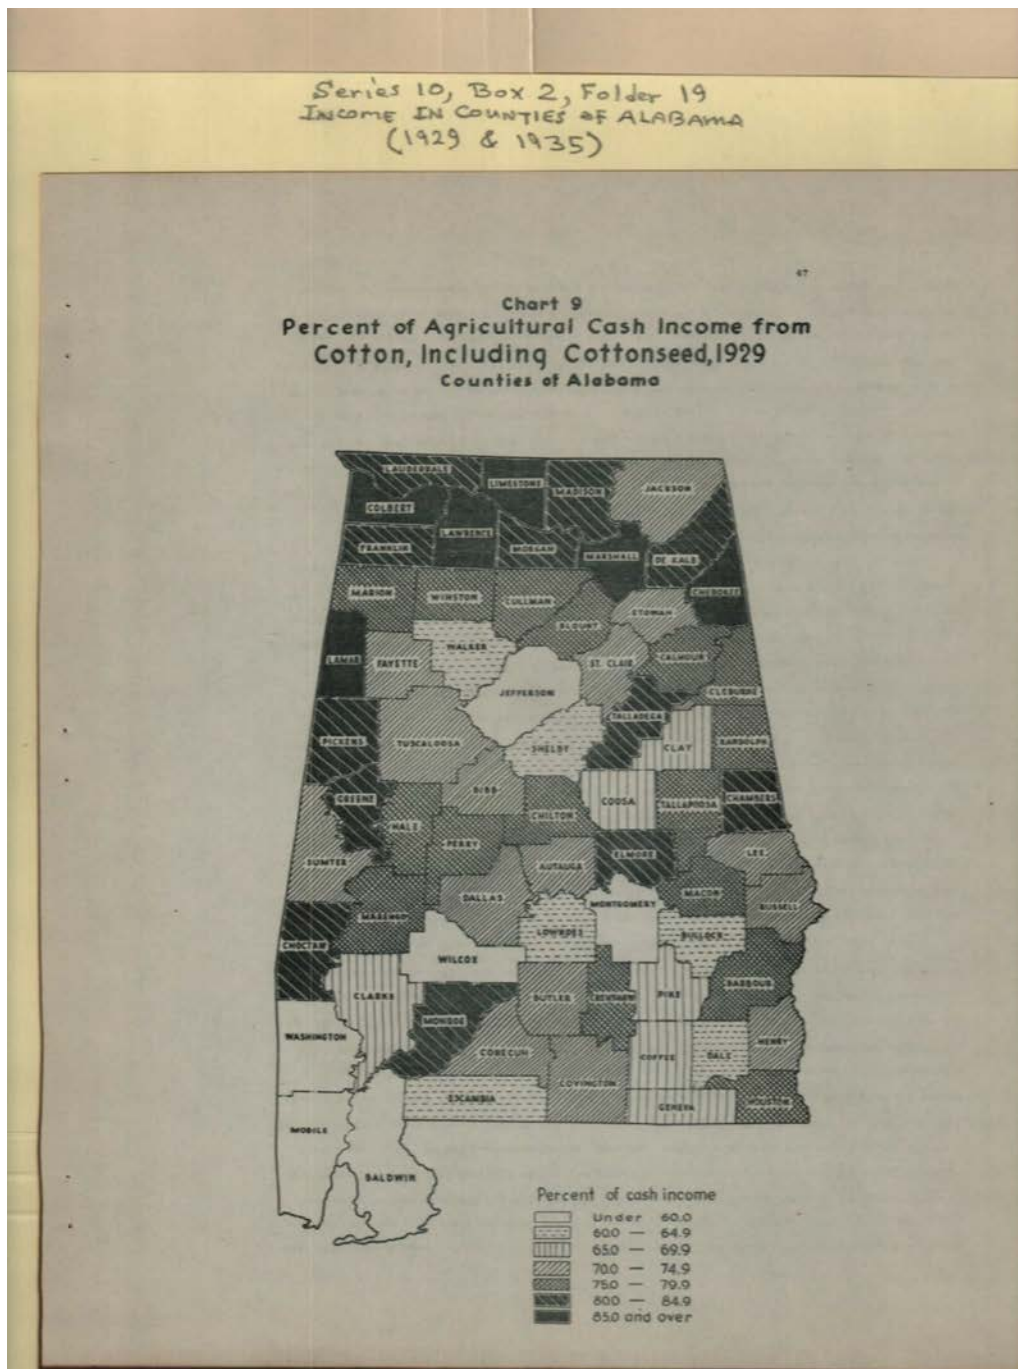 Series 10, Box 2, Folder 19
INCOME IN COUNTIES OF ALABAMA
(1929 & 1935)
47
Chart 9
Percent of Agricultural Cash Income from
Cotton, Including Cottonseed, 1929
Counties of Alabama
LAUDERDALE
LIMESTONE
MADISON
JACKSON
COLBERT
LAWRENCE
FRANKLIN
MORGAN
MARSHALL
DE KALB
CHEROKEE
MARION
WINSTON
CULLMAN
BLOUNT
ETOWAH
LAMAR
FAYETTE
WALKER
JEFFERSON
ST. CLAIR
CALHOUN
CLEBURNE
PICKENS
TUSCALOOSA
SHELBY
TALLADEGA
CLAY
RANDOLPH
GREENE
BIBB
HALE
PERRY
CHILTON
COOSA
TALLAPOOSA
CHAMBERS
SUMTER
AUTAUGA
ELMORE
LEE
MARENGO
DALLAS
MONTGOMERY
MACON
RUSSELL
CHOCTAW
WILCOX
LOWNDES
BULLOCK
CLARKE
MONROE
BUTLER
CRENSHAW
PIKE
BARBOUR
WASHINGTON
CONECUH
COVINGTON
COFFEE
DALE
HENRY
ESCAMBIA
GENEVA
HOUSTON
MOBILE
BALDWIN
Percent of cash income
Under 60.0
60.0 — 64.9
65.0 — 69.9
70.0 — 74.9
75.0 — 79.9
80.0 — 84.9
85.0 and over